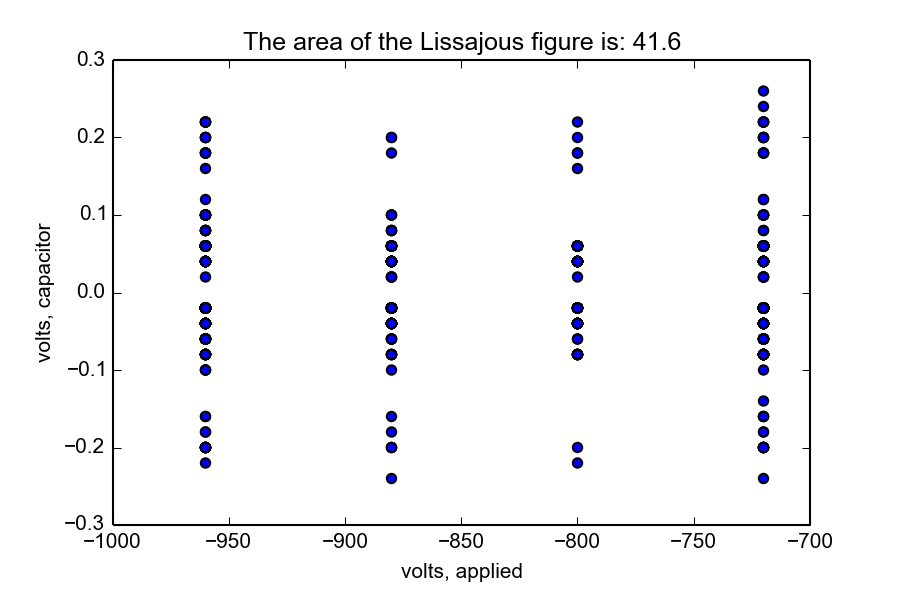 The area of the Lissajous figure is: 41.6
0.3
0.2
0.1
0.0
−0.1
−0.2
−0.3
−1000 −950 −900 −850 −800 −750 −700
volts, capacitor
volts, applied